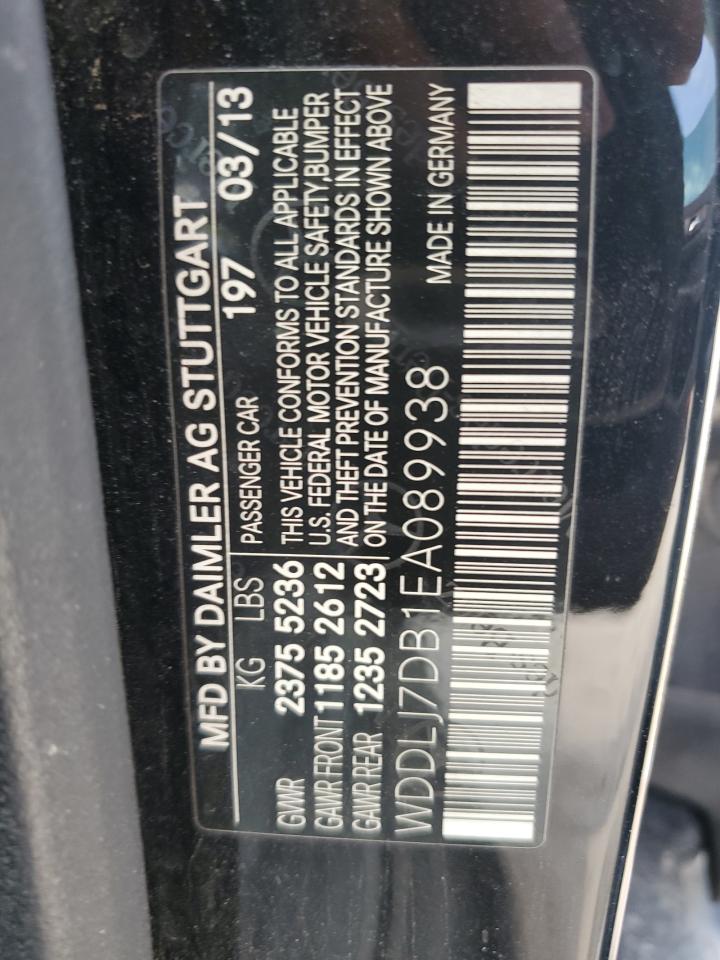 MFD BY DAIMLER AG STUTTGART
197 03/13
KG LBS PASSENGER CAR
GWR 2375 5236
GAWR FRONT 1185 2612
GAWR REAR 1235 2723
THIS VEHICLE CONFORMS TO ALL APPLICABLE
U.S. FEDERAL MOTOR VEHICLE SAFETY,BUMPER
AND THEFT PREVENTION STANDARDS IN EFFECT
ON THE DATE OF MANUFACTURE SHOWN ABOVE
WDDLJ7DB1EA089938 MADE IN GERMANY